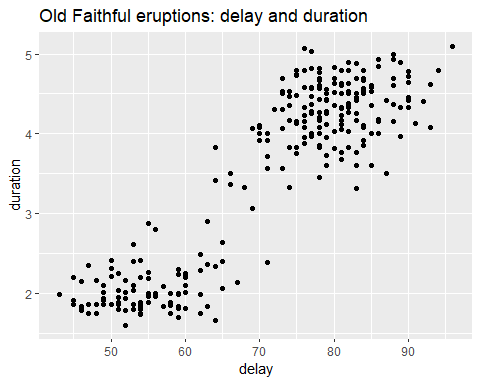 Old Faithful eruptions: delay and duration
5
4
3
2
duration
50 60 70 80 90
delay